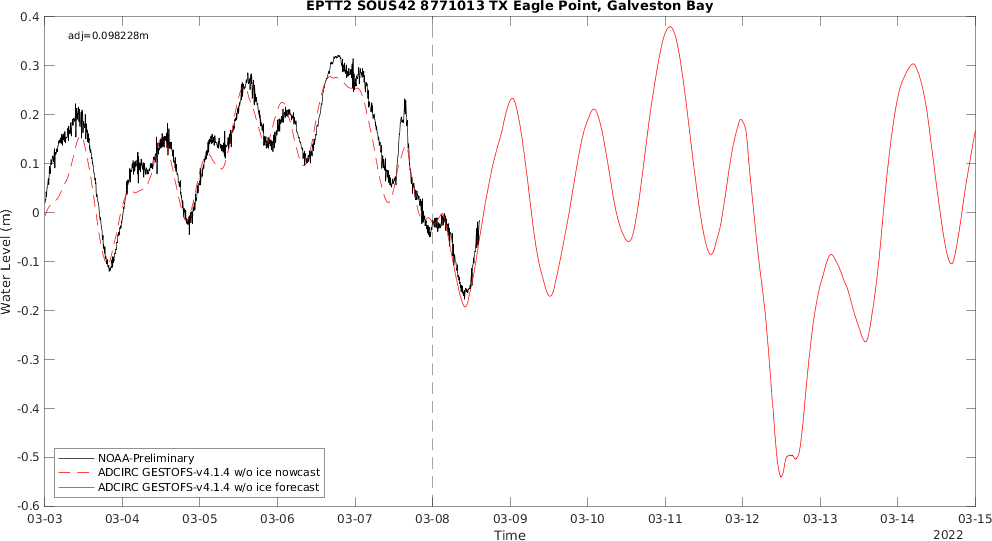 EPTT2 SOUS42 8771013 TX Eagle Point, Galveston Bay
adj=0.098228m
0.4
0.3
0.2
0.1
0
-0.1
-0.2
-0.3
-0.4
-0.5
-0.6
Water Level (m)
NOAA-Preliminary
ADCIRC GESTOFS-v4.1.4 w/o ice nowcast
ADCIRC GESTOFS-v4.1.4 w/o ice forecast
03-03 03-04 03-05 03-06 03-07 03-08 03-09 03-10 03-11 03-12 03-13 03-14 03-15
Time
2022